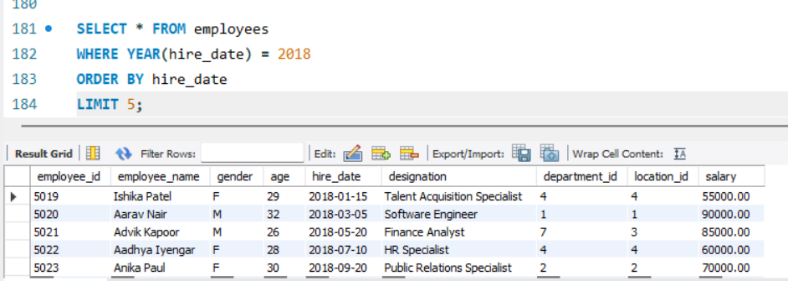 180
181 SELECT * FROM employees
182 WHERE YEAR(hire_date) = 2018
183 ORDER BY hire_date
184 LIMIT 5;
Result Grid Filter Rows: Edit: Export/Import: Wrap Cell Content:
employee_id employee_name gender age hire_date designation department_id location_id salary
5019 Ishika Patel F 29 2018-01-15 Talent Acquisition Specialist 4 4 55000.00
5020 Aarav Nair M 32 2018-03-05 Software Engineer 1 1 90000.00
5021 Advik Kapoor M 26 2018-05-20 Finance Analyst 7 3 85000.00
5022 Aadhya Iyengar F 28 2018-07-10 HR Specialist 4 4 60000.00
5023 Anika Paul F 30 2018-09-20 Public Relations Specialist 2 2 70000.00